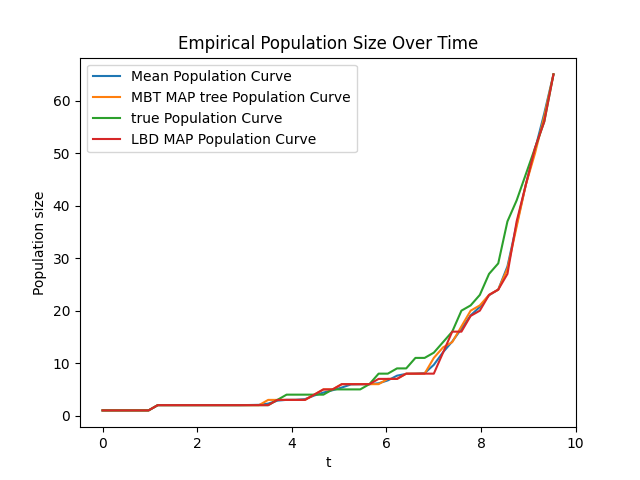 Empirical Population Size Over Time
Mean Population Curve
MBT MAP tree Population Curve
true Population Curve
LBD MAP Population Curve
Population size
60
50
40
30
20
10
0
0 2 4 6 8 10
t